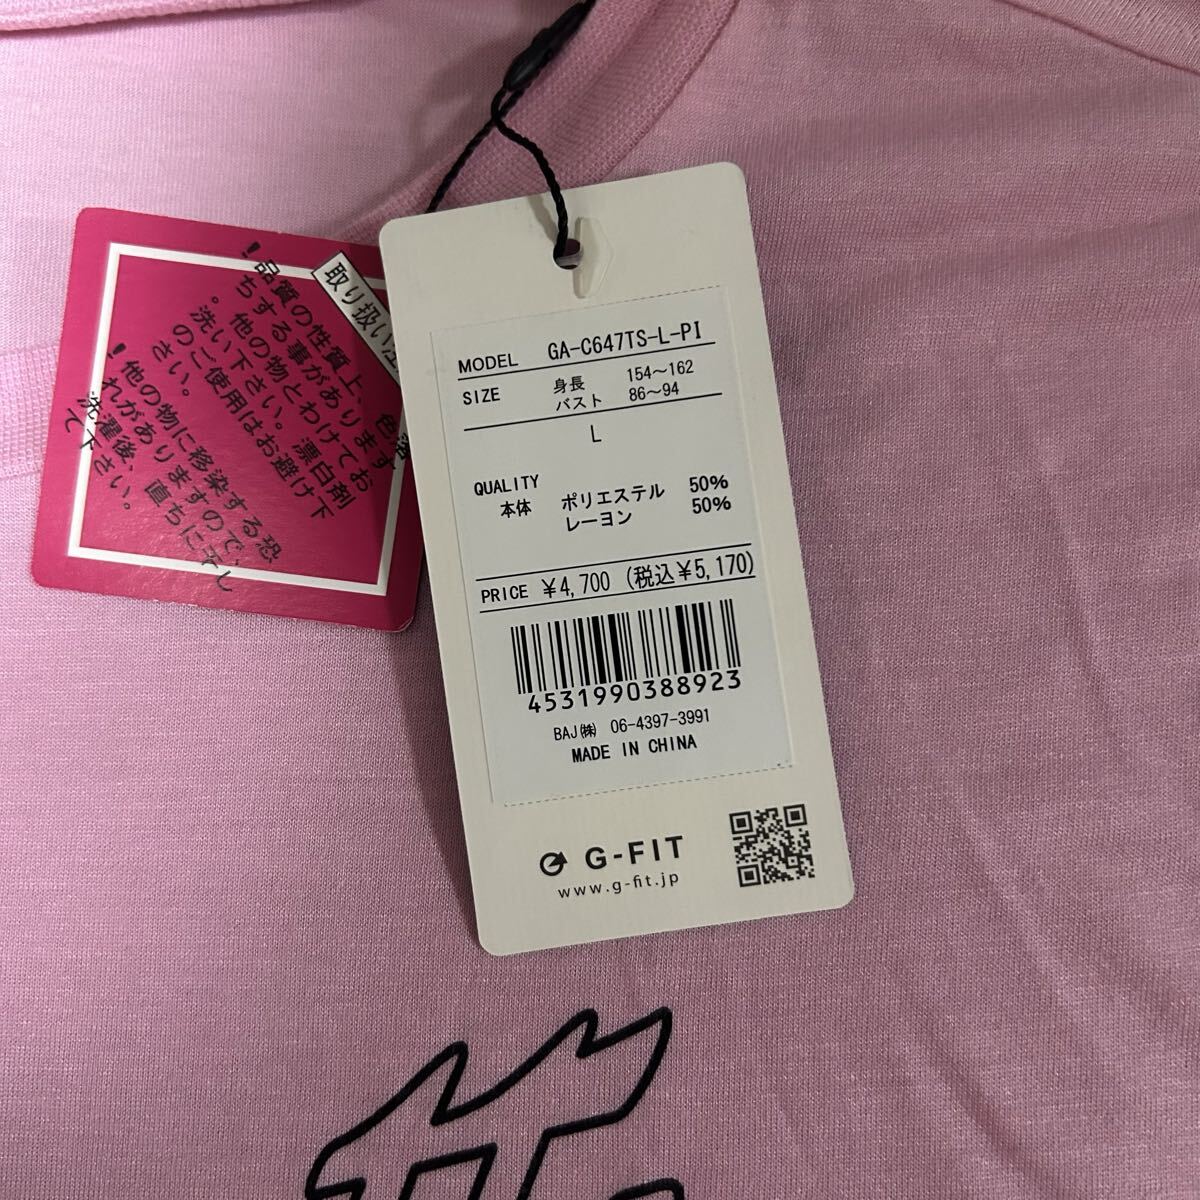 取り扱い注
！品質の性質上、色落
ちする事があります
。他の物とわけてお
洗い下さい。漂白剤
のご使用はお避け下
さい。
！他の物に移染する恐
れがありますので、
洗濯後、直ちに干し
て下さい。
MODEL GA-C647TS-L-PI
SIZE 身長 154～162
バスト 86～94
L
QUALITY
本体 ポリエステル 50%
レーヨン 50%
PRICE ¥4,700 (税込¥5,170)
4531990388923
BAJ㈱ 06-4397-3991
MADE IN CHINA
G-FIT
www.g-fit.jp